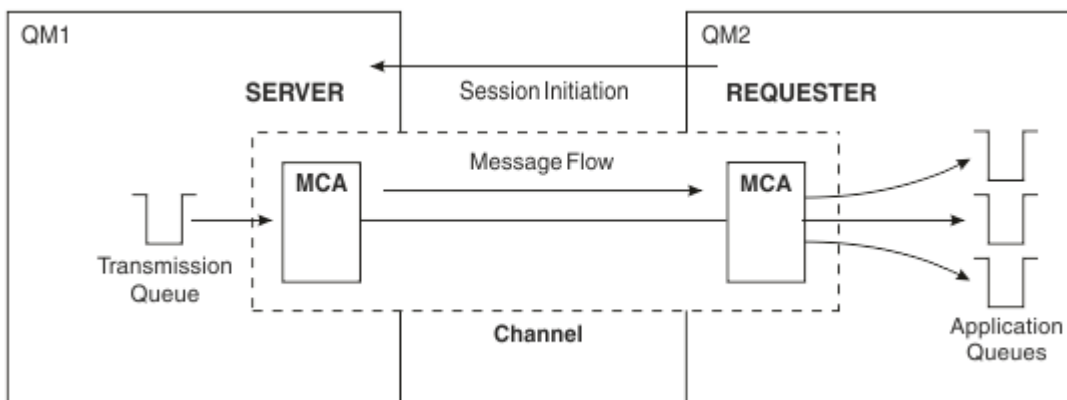 QM1
QM2
Session Initiation
SERVER
REQUESTER
Message Flow
MCA
MCA
Transmission
Queue
Channel
Application
Queues